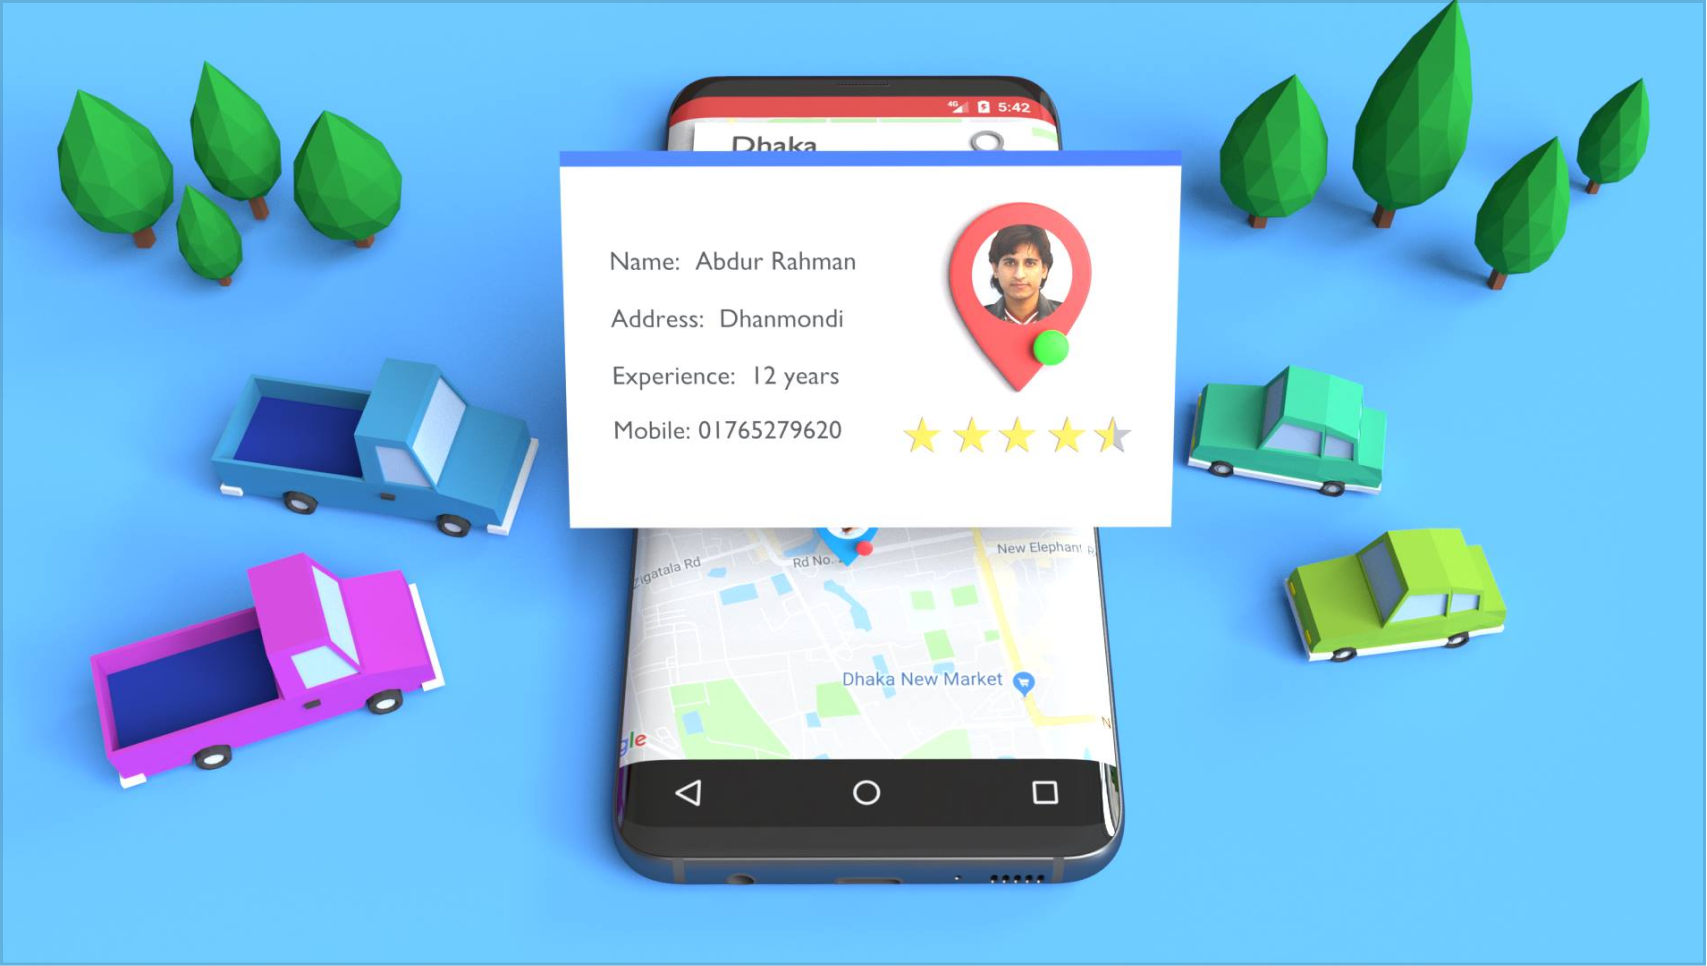 4G 5:42
Dhaka
Name: Abdur Rahman
Address: Dhanmondi
Experience: 12 years
Mobile: 01765279620
New Elephant
Zigatala Rd
Rd No.
Dhaka New Market
gle